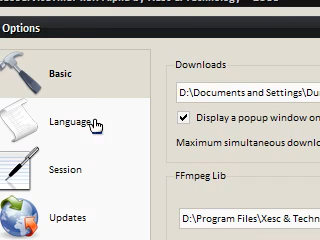 Options
Basic
Language
Session
Updates
Downloads
D:\Documents and Settings\Du
Display a popup window on
Maximum simultaneous downlo
FFmpeg Lib
D:\Program Files\Xesc & Techn